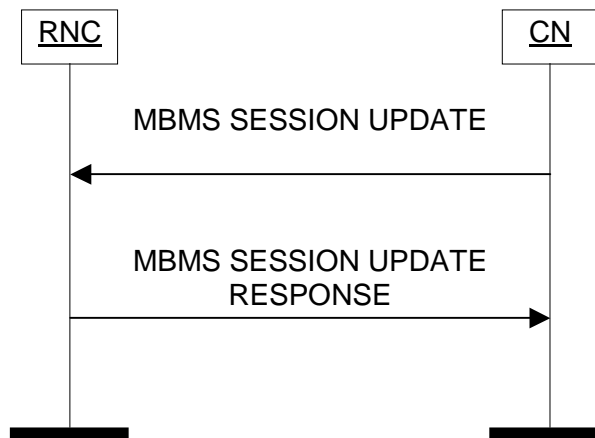 RNC
CN
MBMS SESSION UPDATE
MBMS SESSION UPDATE
RESPONSE